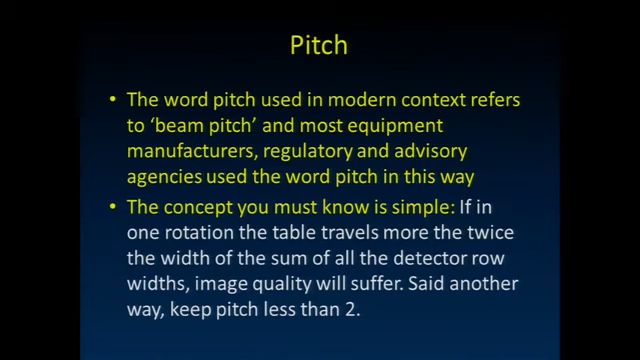 Pitch
• The word pitch used in modern context refers
to ‘beam pitch’ and most equipment
manufacturers, regulatory and advisory
agencies used the word pitch in this way
• The concept you must know is simple: If in
one rotation the table travels more the twice
the width of the sum of all the detector row
widths, image quality will suffer. Said another
way, keep pitch less than 2.